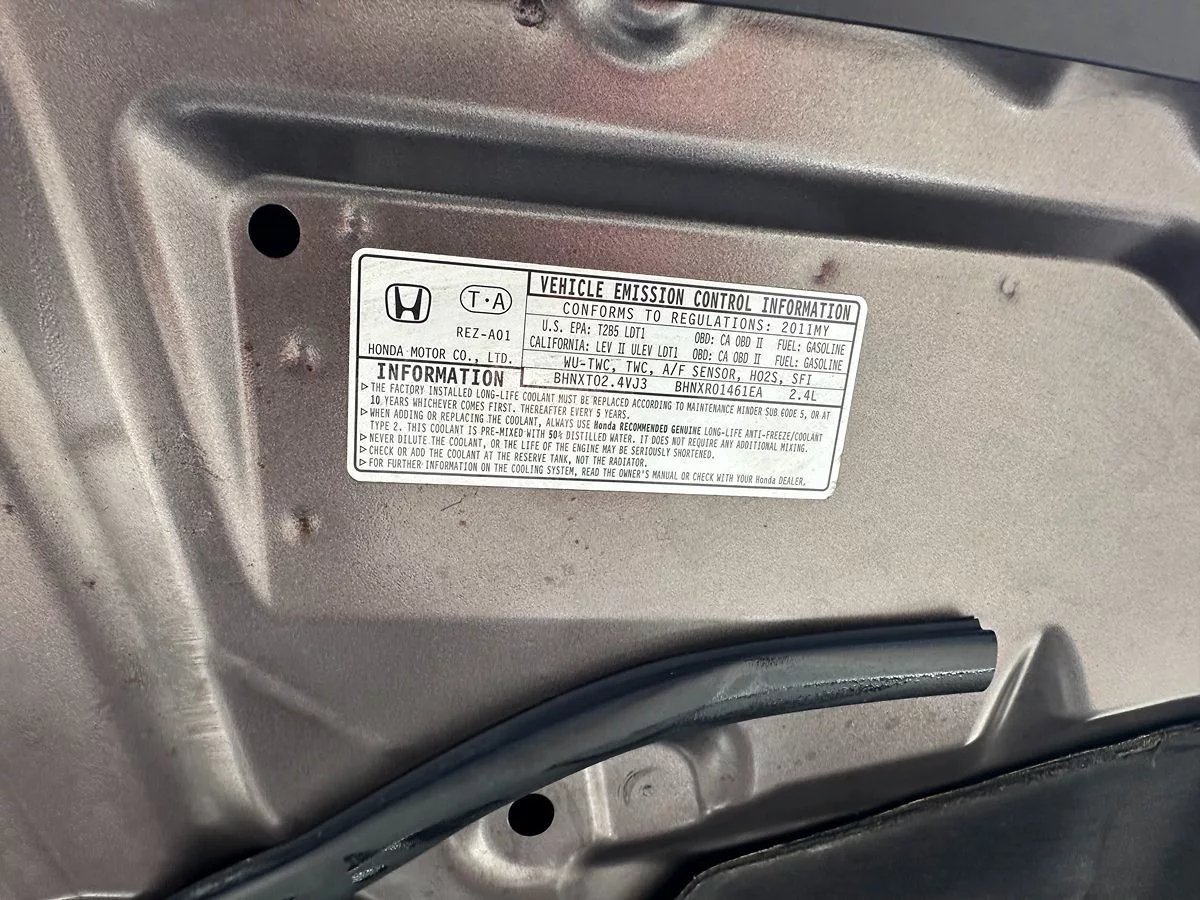 T·A
REZ-A01
HONDA MOTOR CO., LTD.
VEHICLE EMISSION CONTROL INFORMATION
CONFORMS TO REGULATIONS: 2011MY
U.S. EPA: T2B5 LDT1 OBD: CA OBD II FUEL: GASOLINE
CALIFORNIA: LEV II ULEV LDT1 OBD: CA OBD II FUEL: GASOLINE
WU-TWC, TWC, A/F SENSOR, HO2S, SFI
BHNXT02.4VJ3 BHNXR01461EA 2.4L
INFORMATION
▷THE FACTORY INSTALLED LONG-LIFE COOLANT MUST BE REPLACED ACCORDING TO MAINTENANCE MINDER SUB CODE 5, OR AT
10 YEARS WHICHEVER COMES FIRST. THEREAFTER EVERY 5 YEARS.
▷WHEN ADDING OR REPLACING THE COOLANT, ALWAYS USE Honda RECOMMENDED GENUINE LONG-LIFE ANTI-FREEZE/COOLANT
TYPE 2. THIS COOLANT IS PRE-MIXED WITH 50% DISTILLED WATER. IT DOES NOT REQUIRE ANY ADDITIONAL MIXING.
▷NEVER DILUTE THE COOLANT, OR THE LIFE OF THE ENGINE MAY BE SERIOUSLY SHORTENED.
▷CHECK OR ADD THE COOLANT AT THE RESERVE TANK, NOT THE RADIATOR.
▷FOR FURTHER INFORMATION ON THE COOLING SYSTEM, READ THE OWNER'S MANUAL OR CHECK WITH YOUR Honda DEALER.